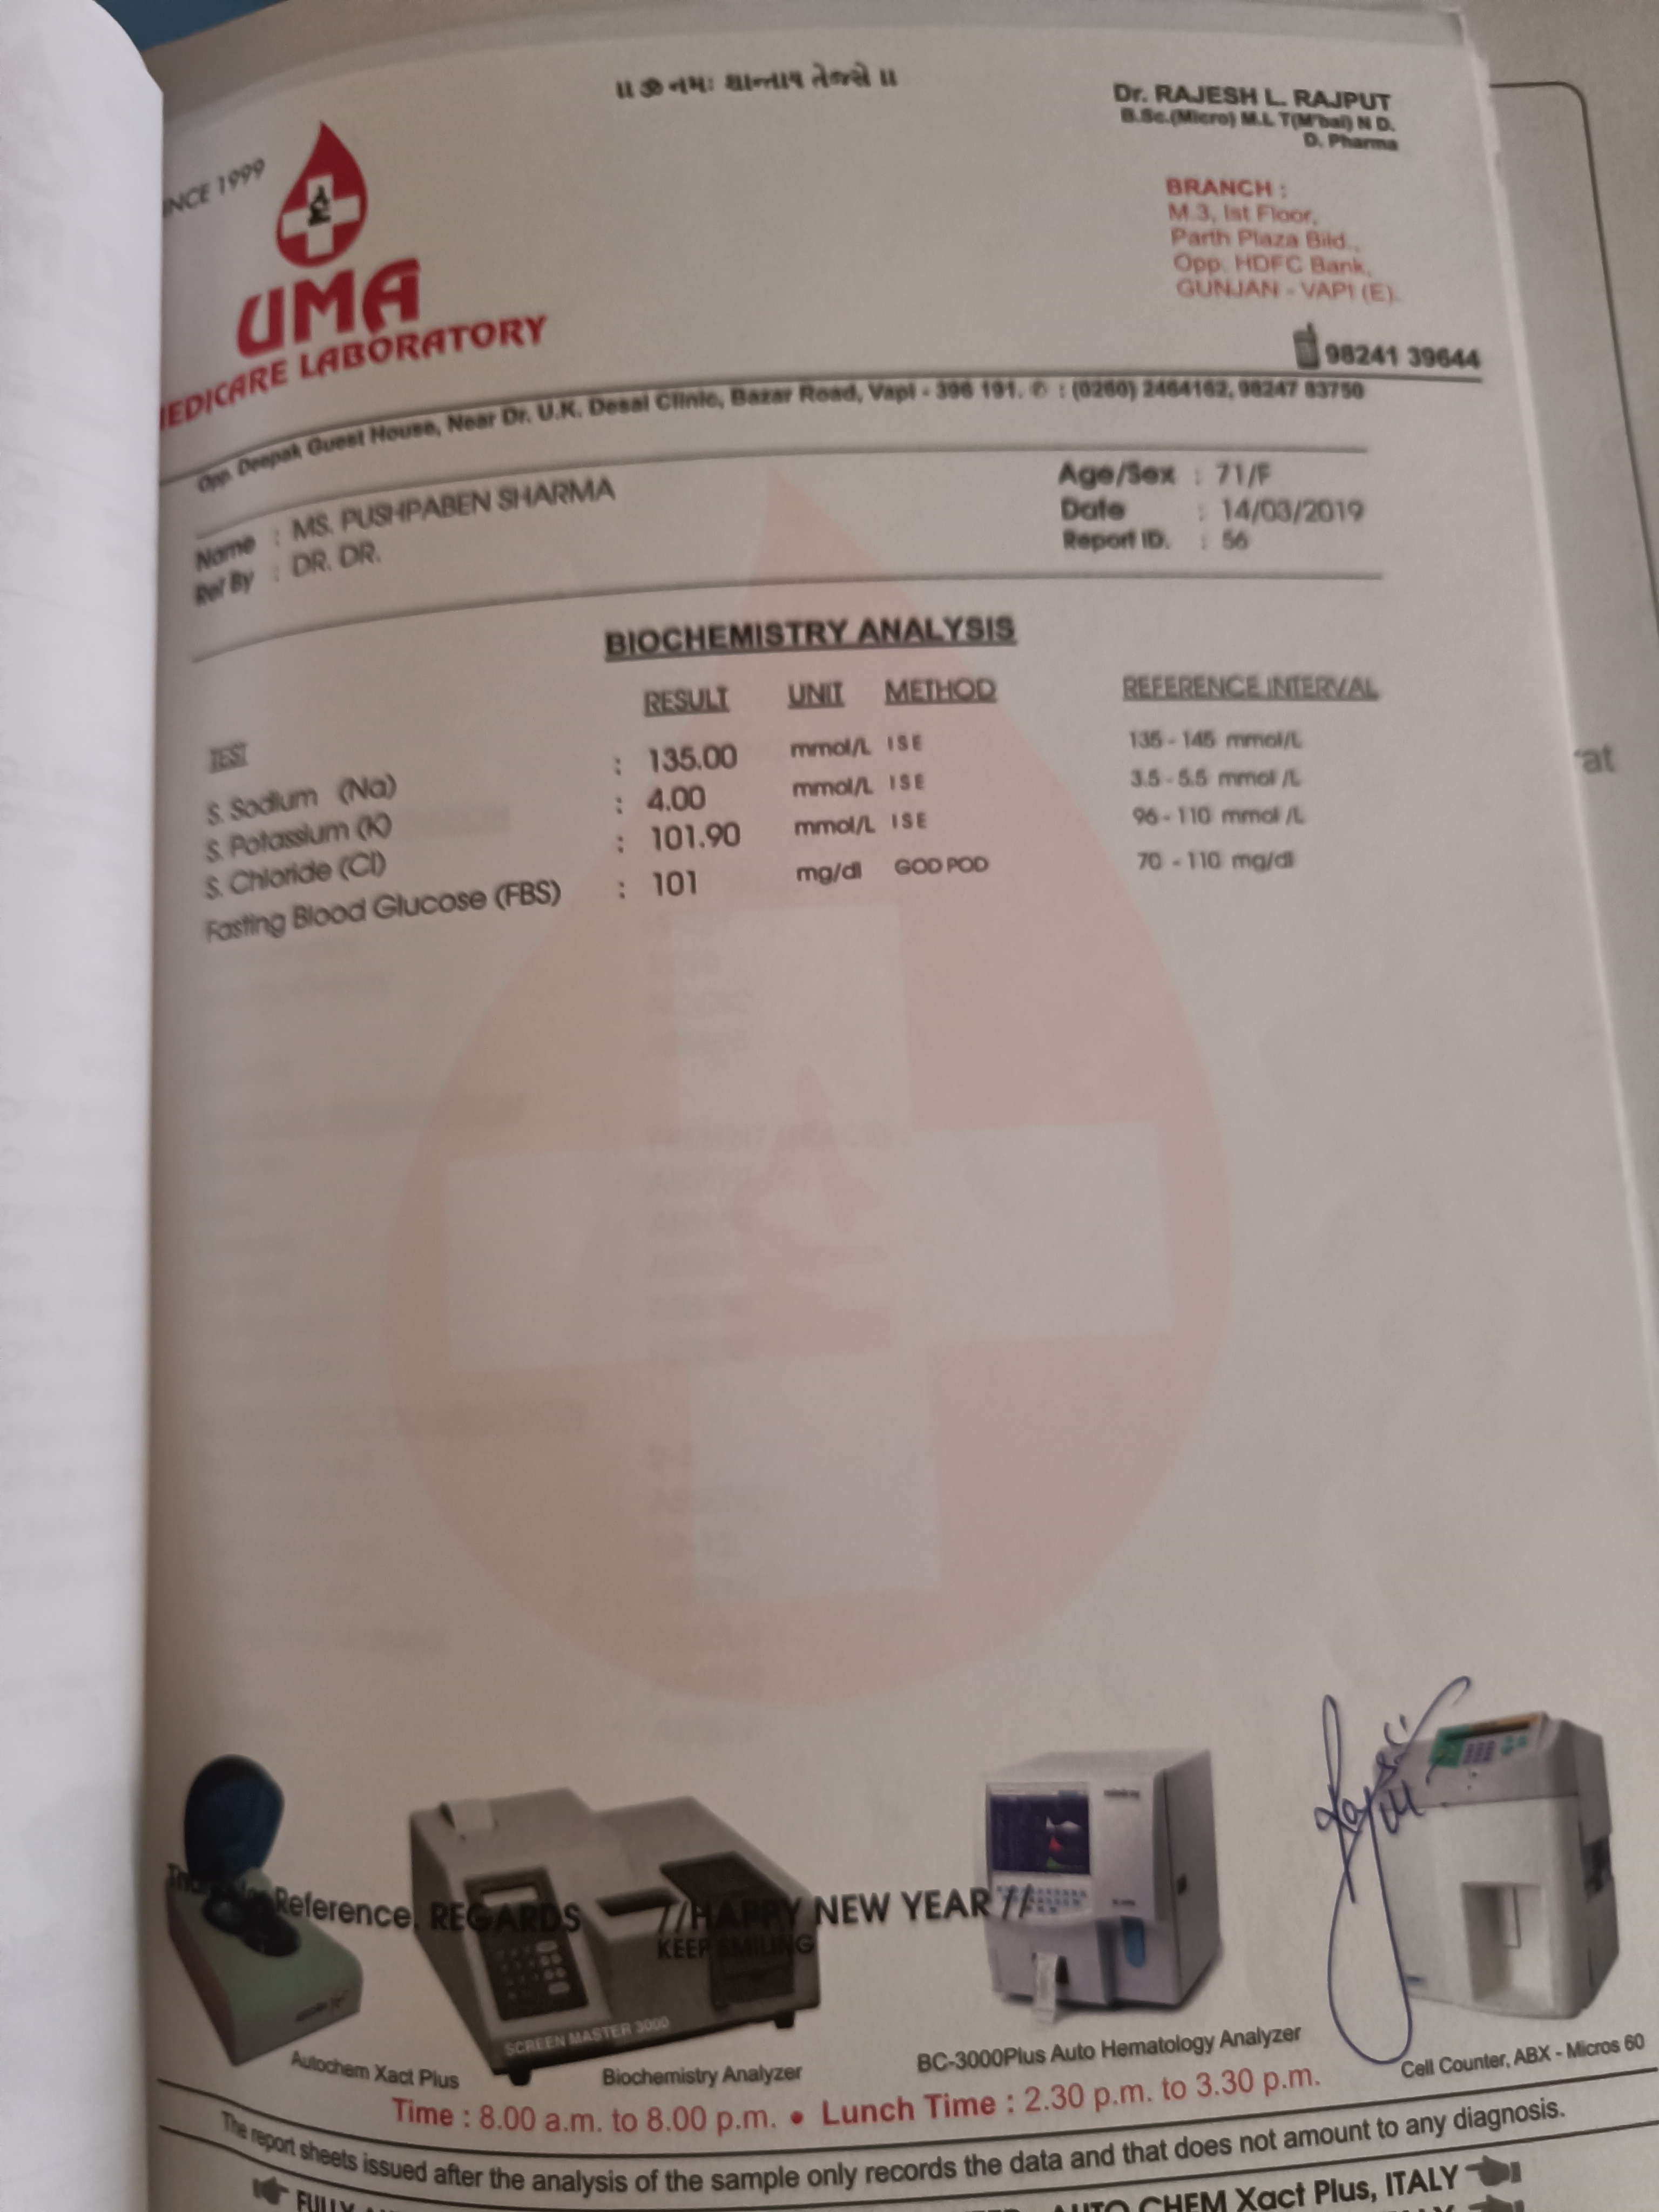 ॥ ૐ નમઃ શાન્તાય તેજસે ॥
Dr. RAJESH L. RAJPUT
B.Sc.(Micro) M.L T(M'bai) N D.
D. Pharma
INCE 1999
BRANCH :
M.3, Ist Floor,
Parth Plaza Bild.,
Opp. HDFC Bank,
GUNJAN - VAPI (E).
UMA
EDICARE LABORATORY
98241 39644
Opp. Deepak Guest House, Near Dr. U.K. Desai Clinic, Bazar Road, Vapi - 396 191. ✆ : (0260) 2464162, 98247 83750
Name : MS. PUSHPABEN SHARMA
Ref By : DR. DR.
Age/Sex : 71/F
Date : 14/03/2019
Report ID. : 56
BIOCHEMISTRY ANALYSIS
TEST RESULT UNIT METHOD REFERENCE INTERVAL
S. Sodium (Na) : 135.00 mmol/L ISE 135 - 145 mmol/L
S. Potassium (K) : 4.00 mmol/L ISE 3.5 - 5.5 mmol /L
S. Chloride (Cl) : 101.90 mmol/L ISE 96 - 110 mmol /L
Fasting Blood Glucose (FBS) : 101 mg/dl GOD POD 70 - 110 mg/dl
rat
Reference, REGARDS //HAPPY NEW YEAR //
KEEP SMILING
SCREEN MASTER 3000
Autochem Xact Plus
Biochemistry Analyzer
BC-3000Plus Auto Hematology Analyzer
Cell Counter, ABX - Micros 60
Time : 8.00 a.m. to 8.00 p.m. • Lunch Time : 2.30 p.m. to 3.30 p.m.
The report sheets issued after the analysis of the sample only records the data and that does not amount to any diagnosis.
FULLY
AUTO CHEM Xact Plus, ITALY